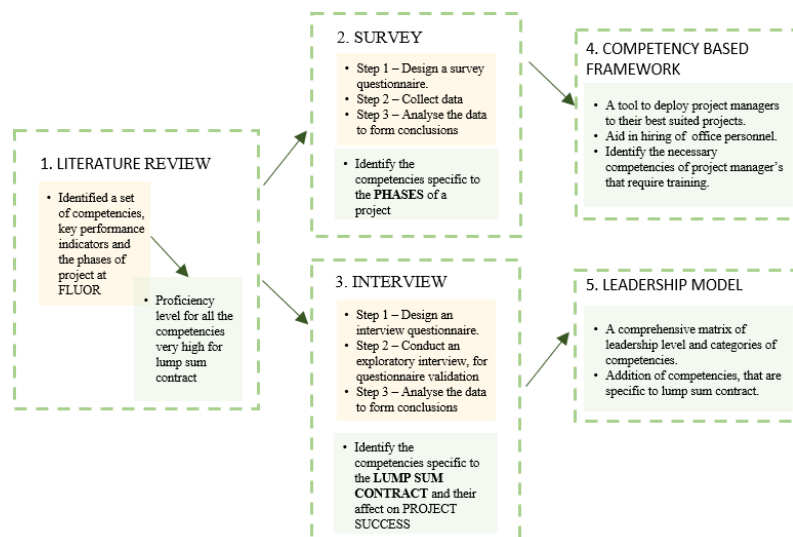 1. LITERATURE REVIEW
• Identified a set
of competencies,
key performance
indicators and
the phases of
project at
FLUOR
• Proficiency
level for all the
competencies
very high for
lump sum
contract
2. SURVEY
• Step 1 – Design a survey
questionnaire.
• Step 2 – Collect data
• Step 3 – Analyse the data
to form conclusions
• Identify the
competencies specific to
the PHASES of a
project
3. INTERVIEW
• Step 1 – Design an
interview questionnaire.
• Step 2 – Conduct an
exploratory interview, for
questionnaire validation
• Step 3 – Analyse the data
to form conclusions
• Identify the
competencies specific to
the LUMP SUM
CONTRACT and their
affect on PROJECT
SUCCESS
4. COMPETENCY BASED
FRAMEWORK
• A tool to deploy project managers
to their best suited projects.
• Aid in hiring of office personnel.
• Identify the necessary
competencies of project manager's
that require training.
5. LEADERSHIP MODEL
• A comprehensive matrix of
leadership level and categories of
competencies.
• Addition of competencies, that are
specific to lump sum contract.